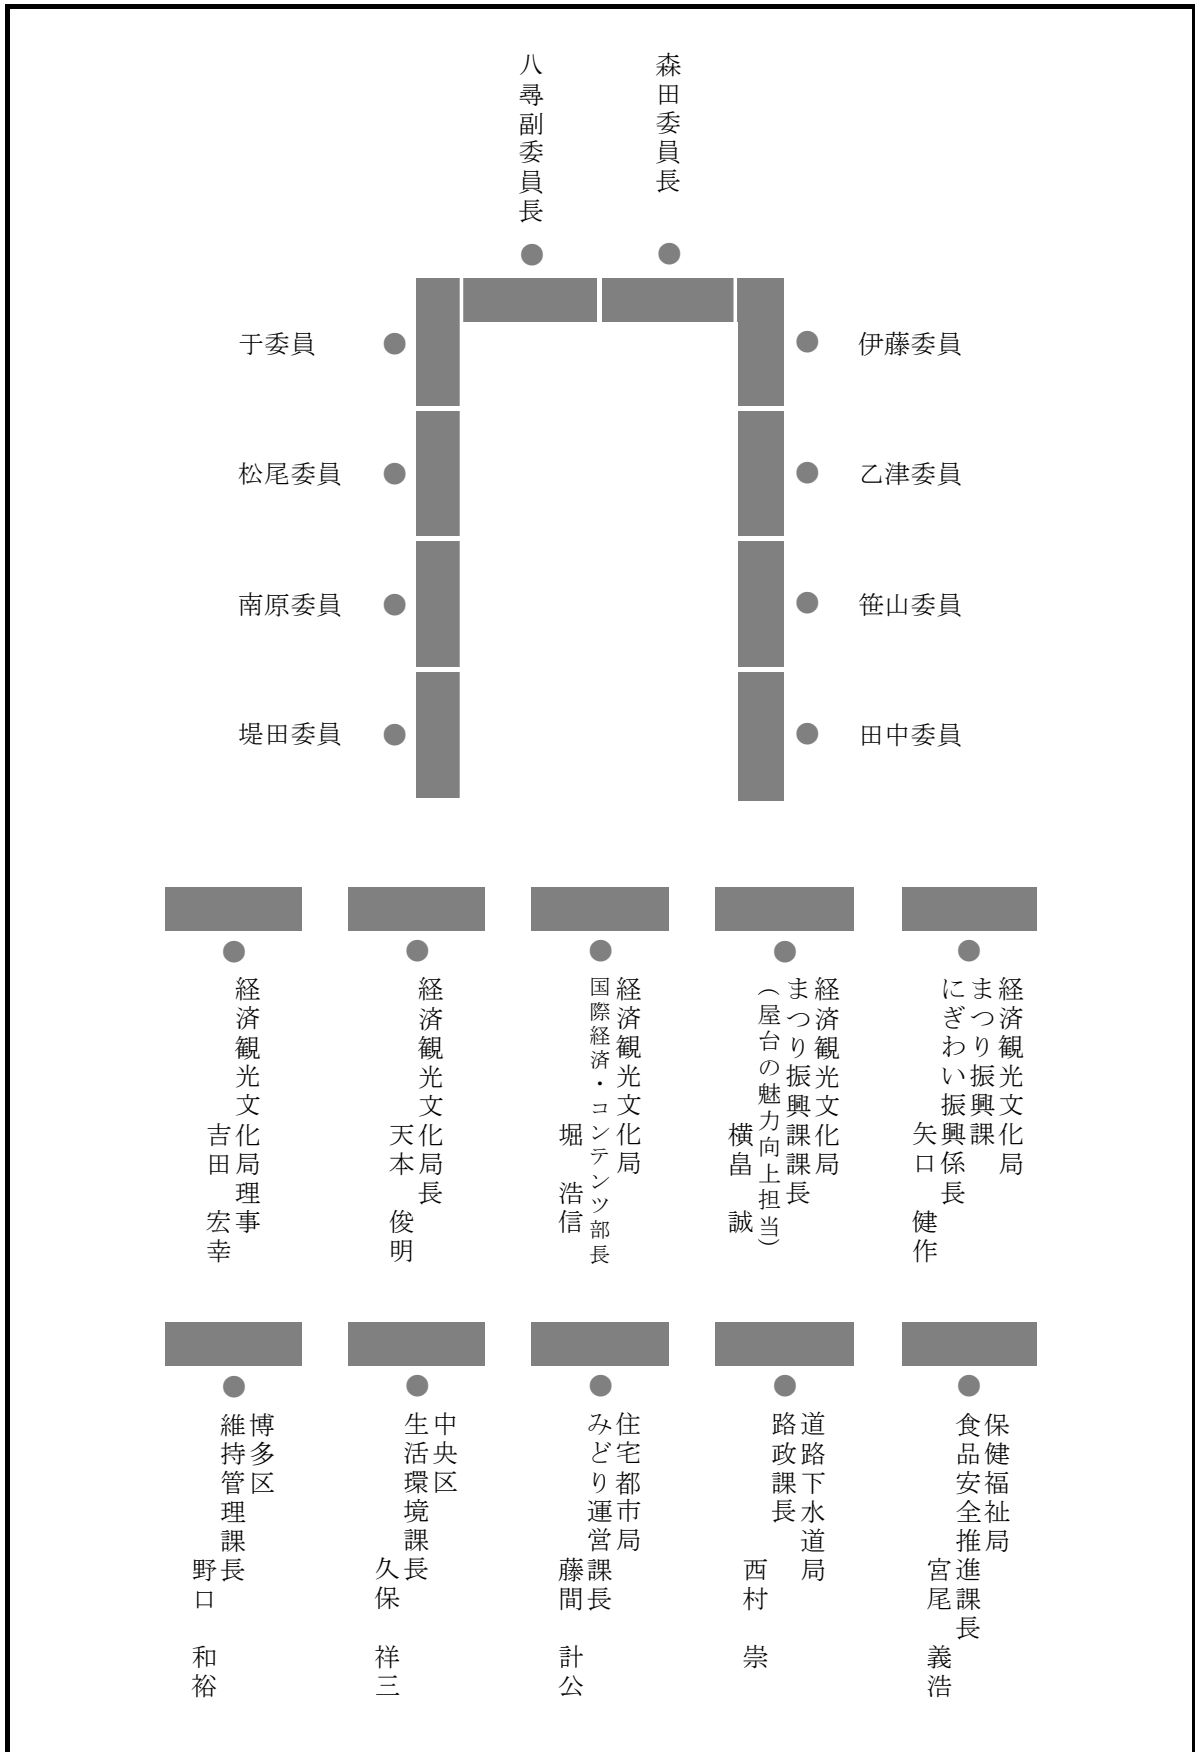 森田委員長
八尋副委員長
于委員
伊藤委員
松尾委員
乙津委員
南原委員
笹山委員
堤田委員
田中委員
経済観光文化局
まつり振興課
にぎわい振興係長
矢口 健作
経済観光文化局
まつり振興課課長
(屋台の魅力向上担当)
横畠 誠
経済観光文化局
国際経済・コンテンツ部長
堀 浩信
経済観光文化局長
天本 俊明
経済観光文化局理事
吉田 宏幸
保健福祉局
食品安全推進課長
宮尾 義浩
道路下水道局
路政課長
西村 崇
住宅都市局
みどり運営課長
藤間 計公
中央区
生活環境課長
久保 祥三
博多区
維持管理課長
野口 和裕